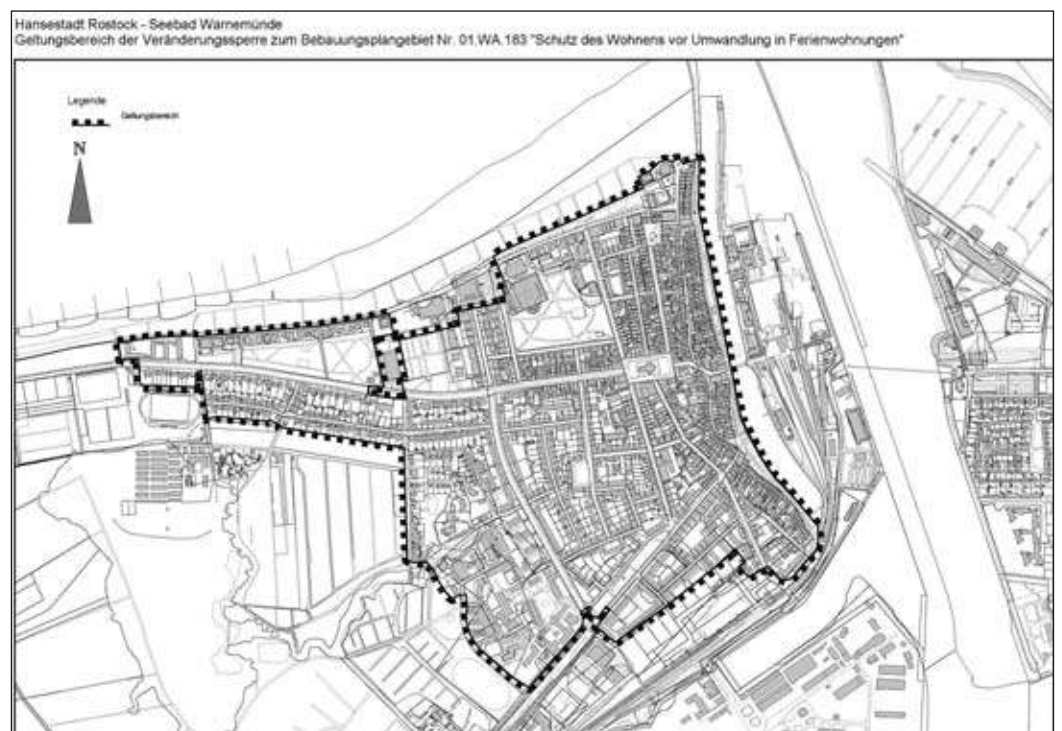 Hansestadt Rostock - Seebad Warnemünde
Geltungsbereich der Veränderungssperre zum Bebauungsplangebiet Nr. 01.WA.183 "Schutz des Wohnens vor Umwandlung in Ferienwohnungen"
Legende
Geltungsbereich
N